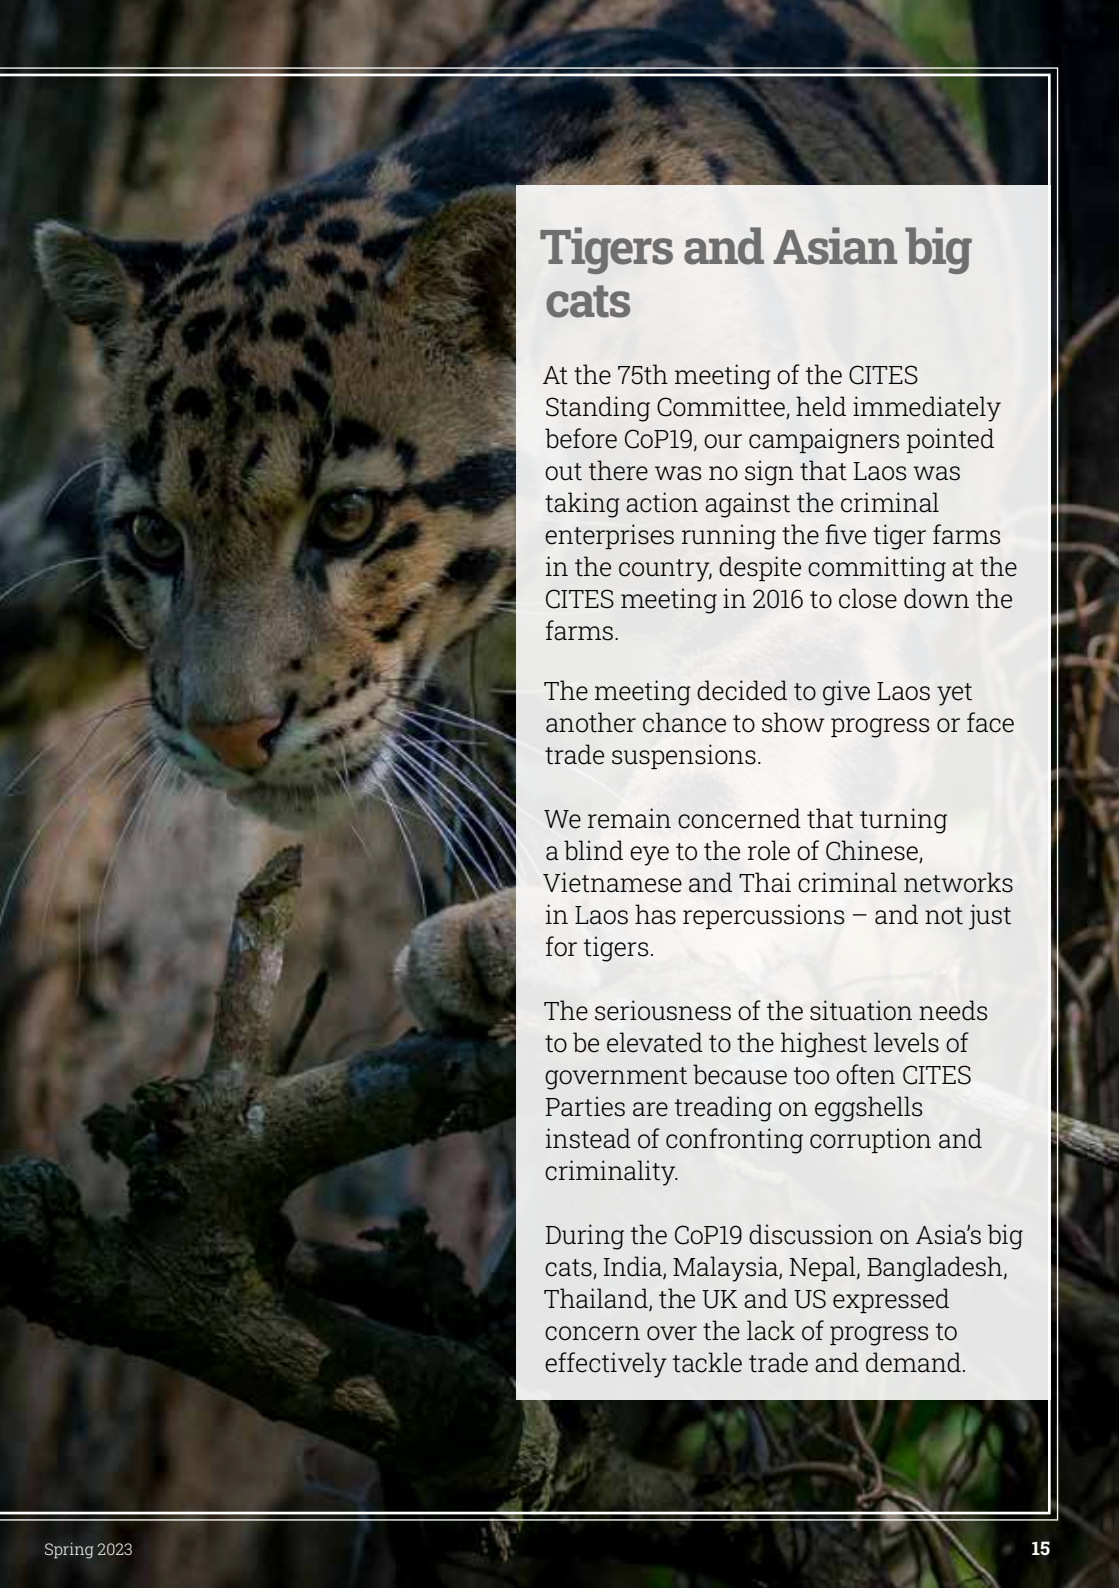 Tigers and Asian big
cats
At the 75th meeting of the CITES
Standing Committee, held immediately
before CoP19, our campaigners pointed
out there was no sign that Laos was
taking action against the criminal
enterprises running the five tiger farms
in the country, despite committing at the
CITES meeting in 2016 to close down the
farms.
The meeting decided to give Laos yet
another chance to show progress or face
trade suspensions.
We remain concerned that turning
a blind eye to the role of Chinese,
Vietnamese and Thai criminal networks
in Laos has repercussions – and not just
for tigers.
The seriousness of the situation needs
to be elevated to the highest levels of
government because too often CITES
Parties are treading on eggshells
instead of confronting corruption and
criminality.
During the CoP19 discussion on Asia’s big
cats, India, Malaysia, Nepal, Bangladesh,
Thailand, the UK and US expressed
concern over the lack of progress to
effectively tackle trade and demand.
Spring 2023
15